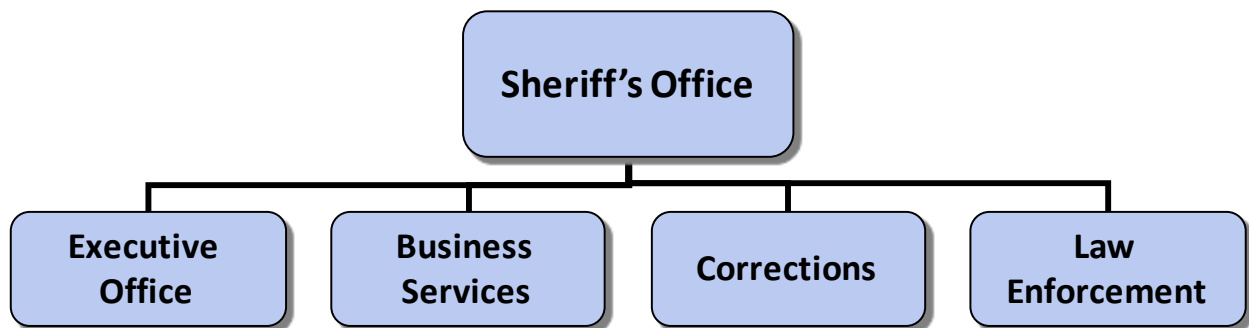 Sheriff’s Office
Executive
Office
Business
Services
Corrections
Law
Enforcement